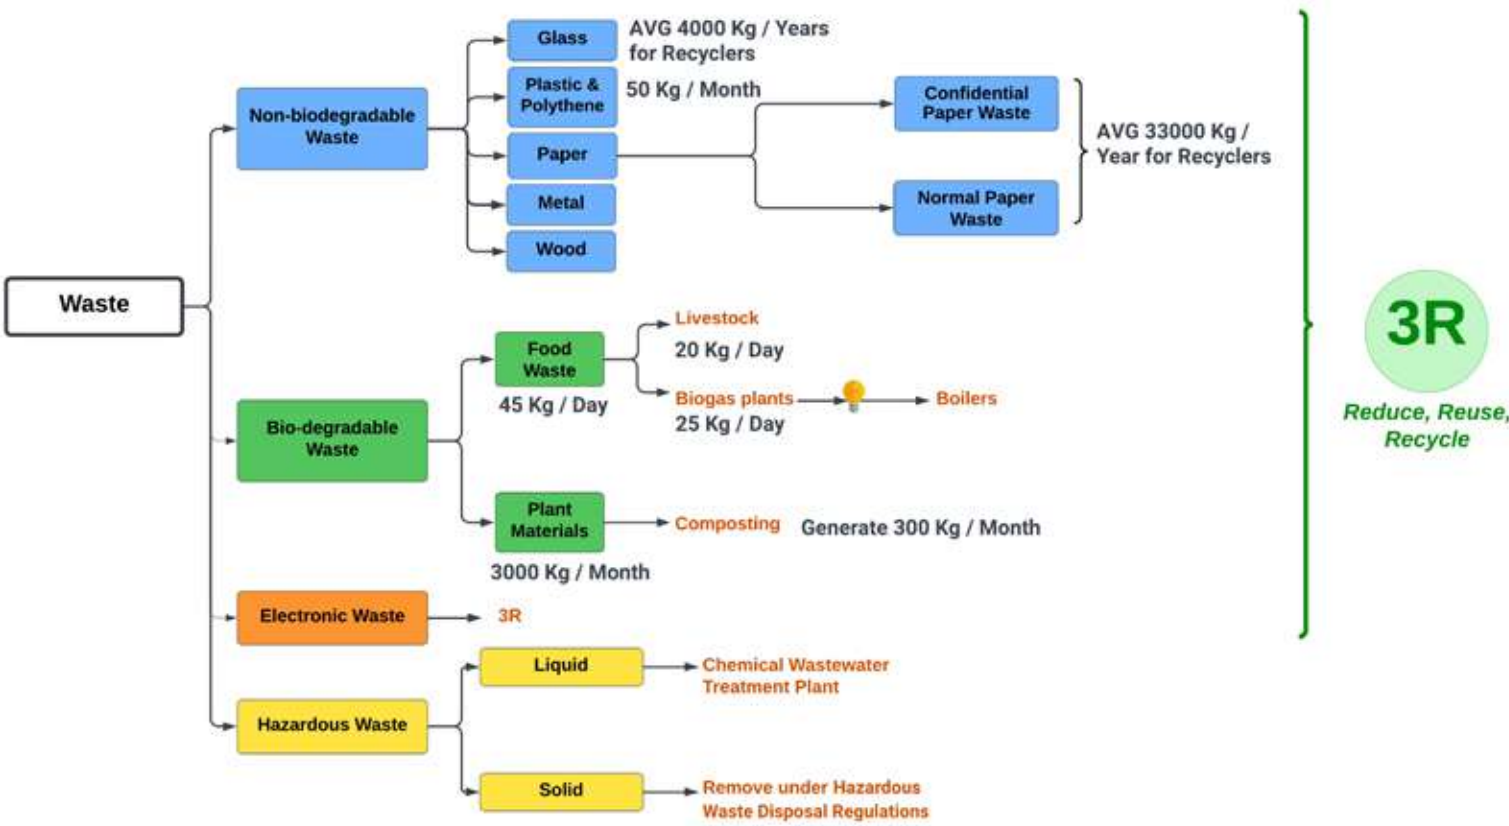 Waste
Non-biodegradable
Waste
Glass
AVG 4000 Kg / Years
for Recyclers
Plastic &
Polythene
50 Kg / Month
Paper
Confidential
Paper Waste
Normal Paper
Waste
AVG 33000 Kg /
Year for Recyclers
Metal
Wood
Bio-degradable
Waste
Food
Waste
45 Kg / Day
Livestock
20 Kg / Day
Biogas plants
25 Kg / Day
Boilers
Plant
Materials
3000 Kg / Month
Composting
Generate 300 Kg / Month
Electronic Waste
3R
Hazardous Waste
Liquid
Chemical Wastewater
Treatment Plant
Solid
Remove under Hazardous
Waste Disposal Regulations
3R
Reduce, Reuse,
Recycle